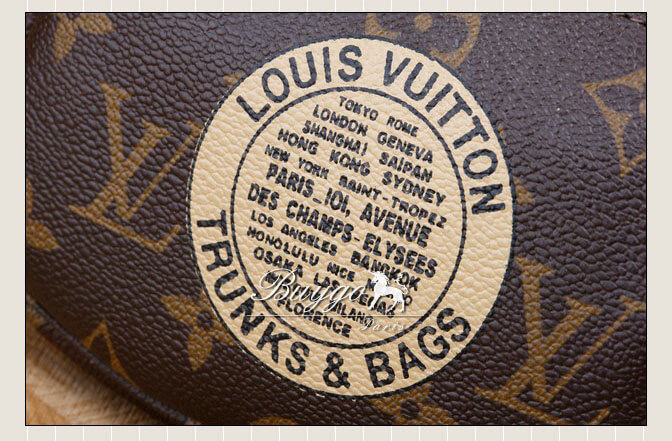 LOUIS VUITTON
TOKYO ROME
LONDON GENEVA
SHANGHAI, SAIPAN
HONG KONG SYDNEY
NEW YORK SAINT-TROPEZ
PARIS_101, AVENUE
DES CHAMPS-ELYSEES
LOS ANGELES BANGKOK
HONOLULU NICE
OSAKA
MILANO
FLORENCE
TRUNKS & BAGS